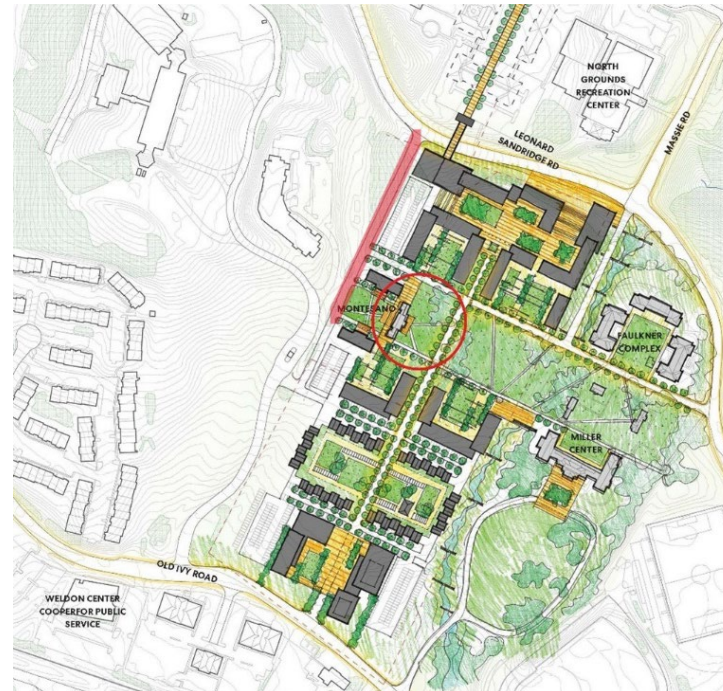 NORTH
GROUNDS
RECREATION
CENTER
LEONARD
SANDRIDGE RD
MASSIE RD
MONTESANO
FAULKNER
COMPLEX
MILLER
CENTER
OLD IVY ROAD
WELDON CENTER
COOPERFOR PUBLIC
SERVICE